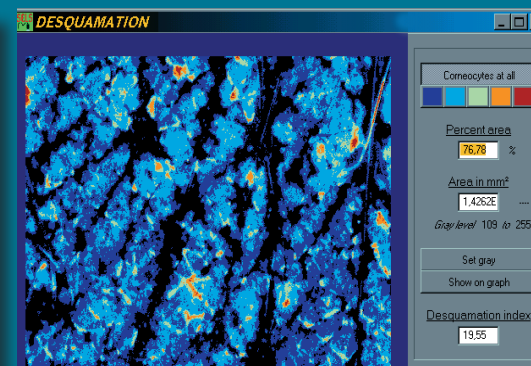 DESQUAMATION
Corneocytes at all
Percent area
76,78 %
Area in mm²
1,4262E ....
Gray level 109 to 255
Set gray
Show on graph
Desquamation index
19,55